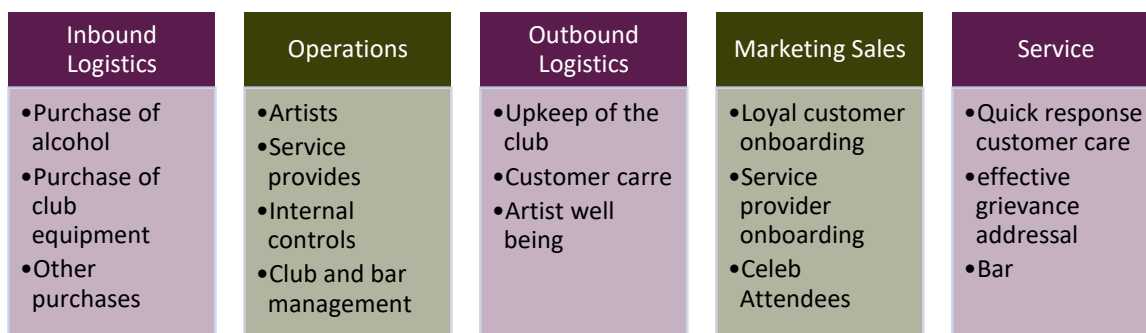 Inbound
Logistics
•Purchase of
alcohol
•Purchase of
club
equipment
•Other
purchases
Operations
•Artists
•Service
provides
•Internal
controls
•Club and bar
management
Outbound
Logistics
•Upkeep of the
club
•Customer carre
•Artist well
being
Marketing Sales
•Loyal customer
onboarding
•Service
provider
onboarding
•Celeb
Attendees
Service
•Quick response
customer care
•effective
grievance
addressal
•Bar